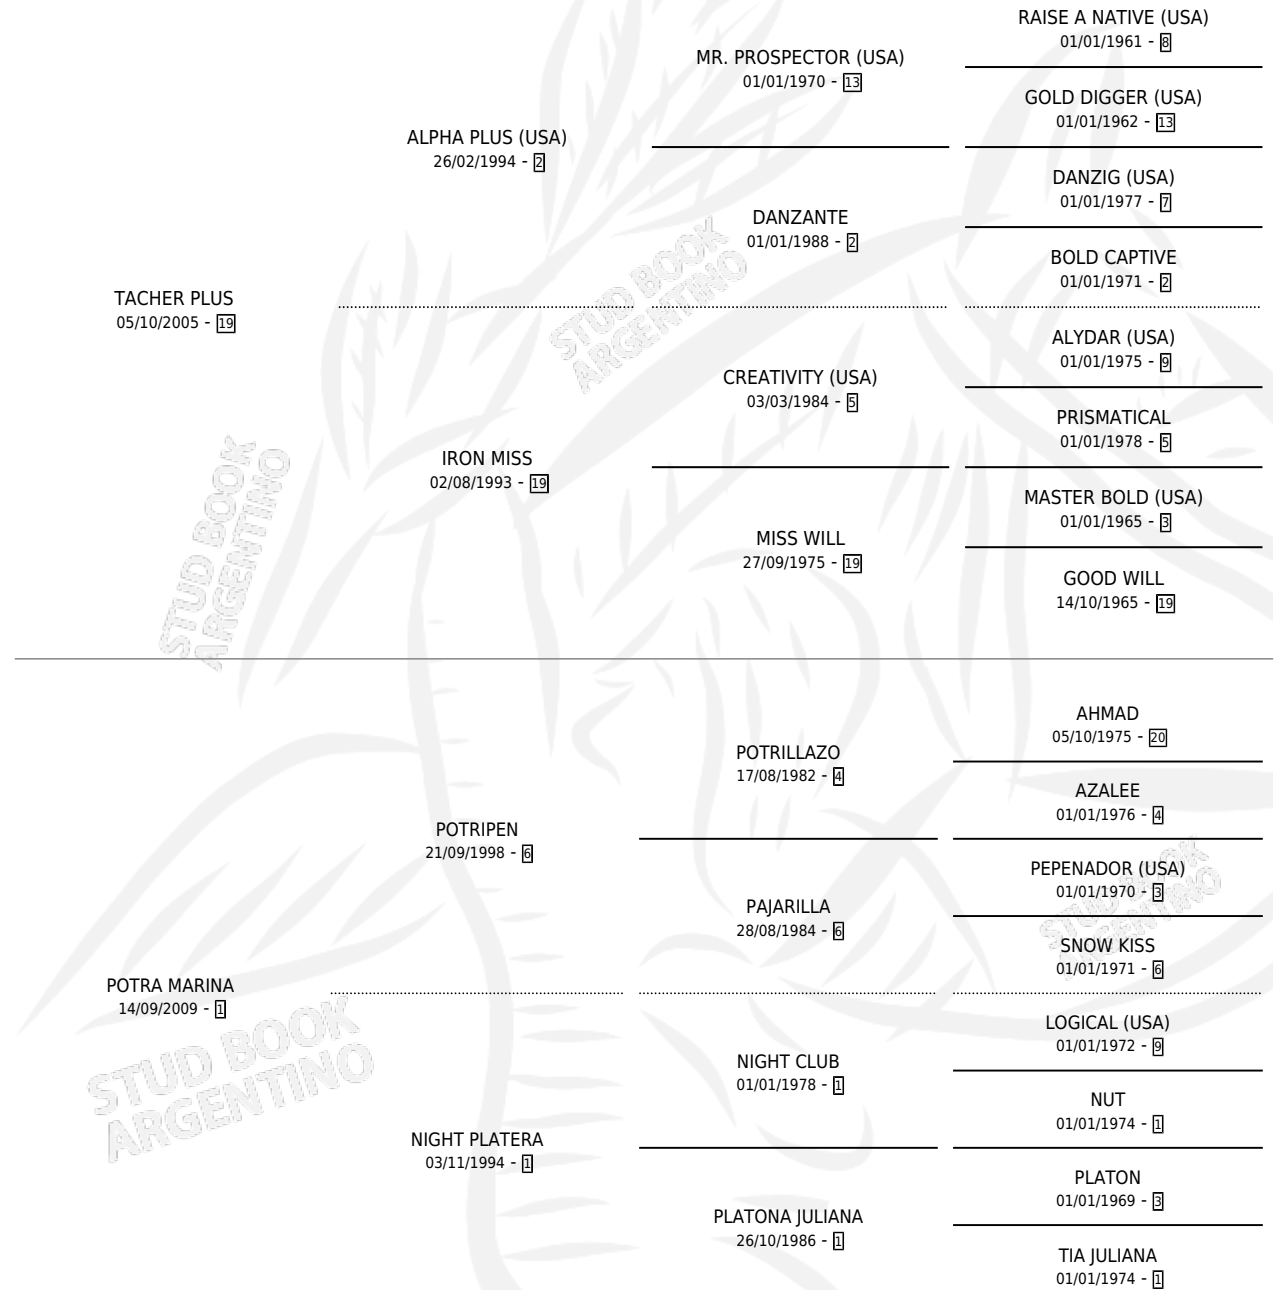 RAISE A NATIVE (USA)
01/01/1961 - 8
MR. PROSPECTOR (USA)
01/01/1970 - 13
GOLD DIGGER (USA)
01/01/1962 - 13
ALPHA PLUS (USA)
26/02/1994 - 2
DANZIG (USA)
01/01/1977 - 7
DANZANTE
01/01/1988 - 2
BOLD CAPTIVE
01/01/1971 - 2
TACHER PLUS
05/10/2005 - 19
ALYDAR (USA)
01/01/1975 - 9
CREATIVITY (USA)
03/03/1984 - 5
PRISMATICAL
01/01/1978 - 5
IRON MISS
02/08/1993 - 19
MASTER BOLD (USA)
01/01/1965 - 3
MISS WILL
27/09/1975 - 19
GOOD WILL
14/10/1965 - 19
AHMAD
05/10/1975 - 20
POTRILLAZO
17/08/1982 - 4
AZALEE
01/01/1976 - 4
POTRIPEN
21/09/1998 - 6
PEPENADOR (USA)
01/01/1970 - 3
PAJARILLA
28/08/1984 - 6
SNOW KISS
01/01/1971 - 6
POTRA MARINA
14/09/2009 - 1
LOGICAL (USA)
01/01/1972 - 9
NIGHT CLUB
01/01/1978 - 1
NUT
01/01/1974 - 1
NIGHT PLATERA
03/11/1994 - 1
PLATON
01/01/1969 - 3
PLATONA JULIANA
26/10/1986 - 1
TIA JULIANA
01/01/1974 - 1
STUD BOOK
ARGENTINO
STUD BOOK
ARGENTINO
STUD BOOK
ARGENTINO
STUD BOOK
ARGENTINO